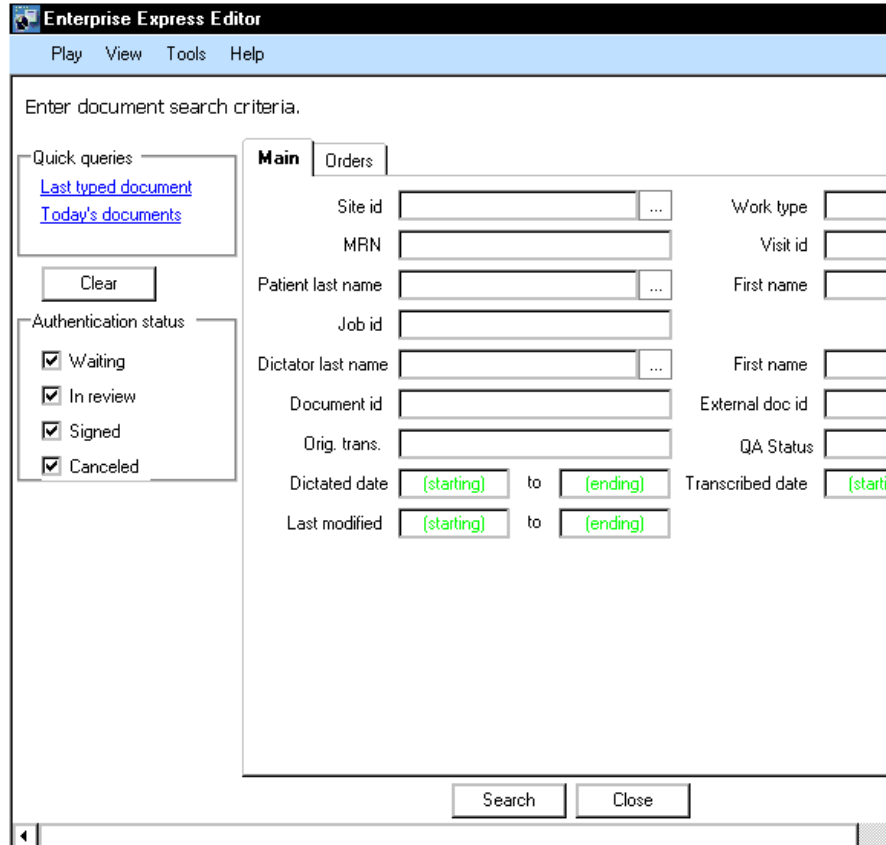 Enterprise Express Editor
Play View Tools Help
Enter document search criteria.
Quick queries
Last typed document
Today's documents
Clear
Authentication status
Waiting
In review
Signed
Canceled
Main Orders
Site id ... Work type
MRN Visit id
Patient last name ... First name
Job id
Dictator last name ... First name
Document id External doc id
Orig. trans. QA Status
Dictated date (starting) to (ending) Transcribed date (starti
Last modified (starting) to (ending)
Search Close